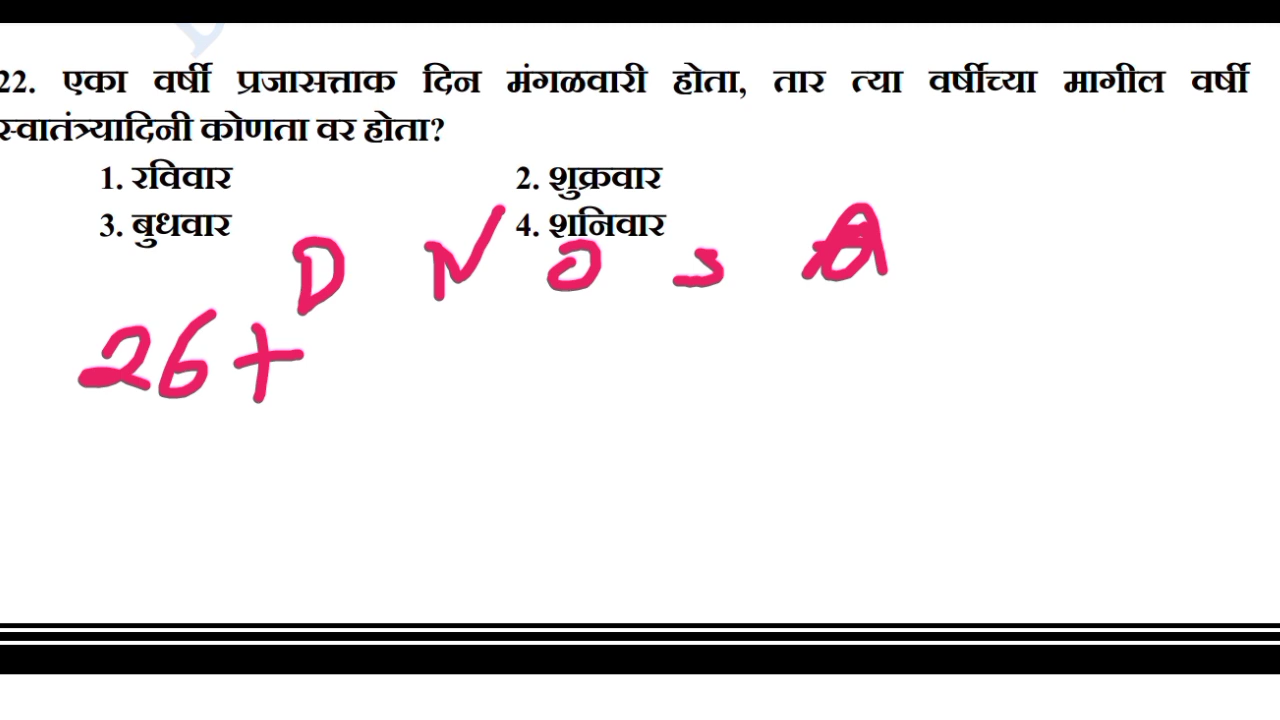 22. एका वर्षी प्रजासत्ताक दिन मंगळवारी होता, तार त्या वर्षीच्या मागील वर्षी
स्वातंत्र्यादिनी कोणता वर होता?
1. रविवार 2. शुक्रवार
3. बुधवार 4. शनिवार
D N O S A
26+